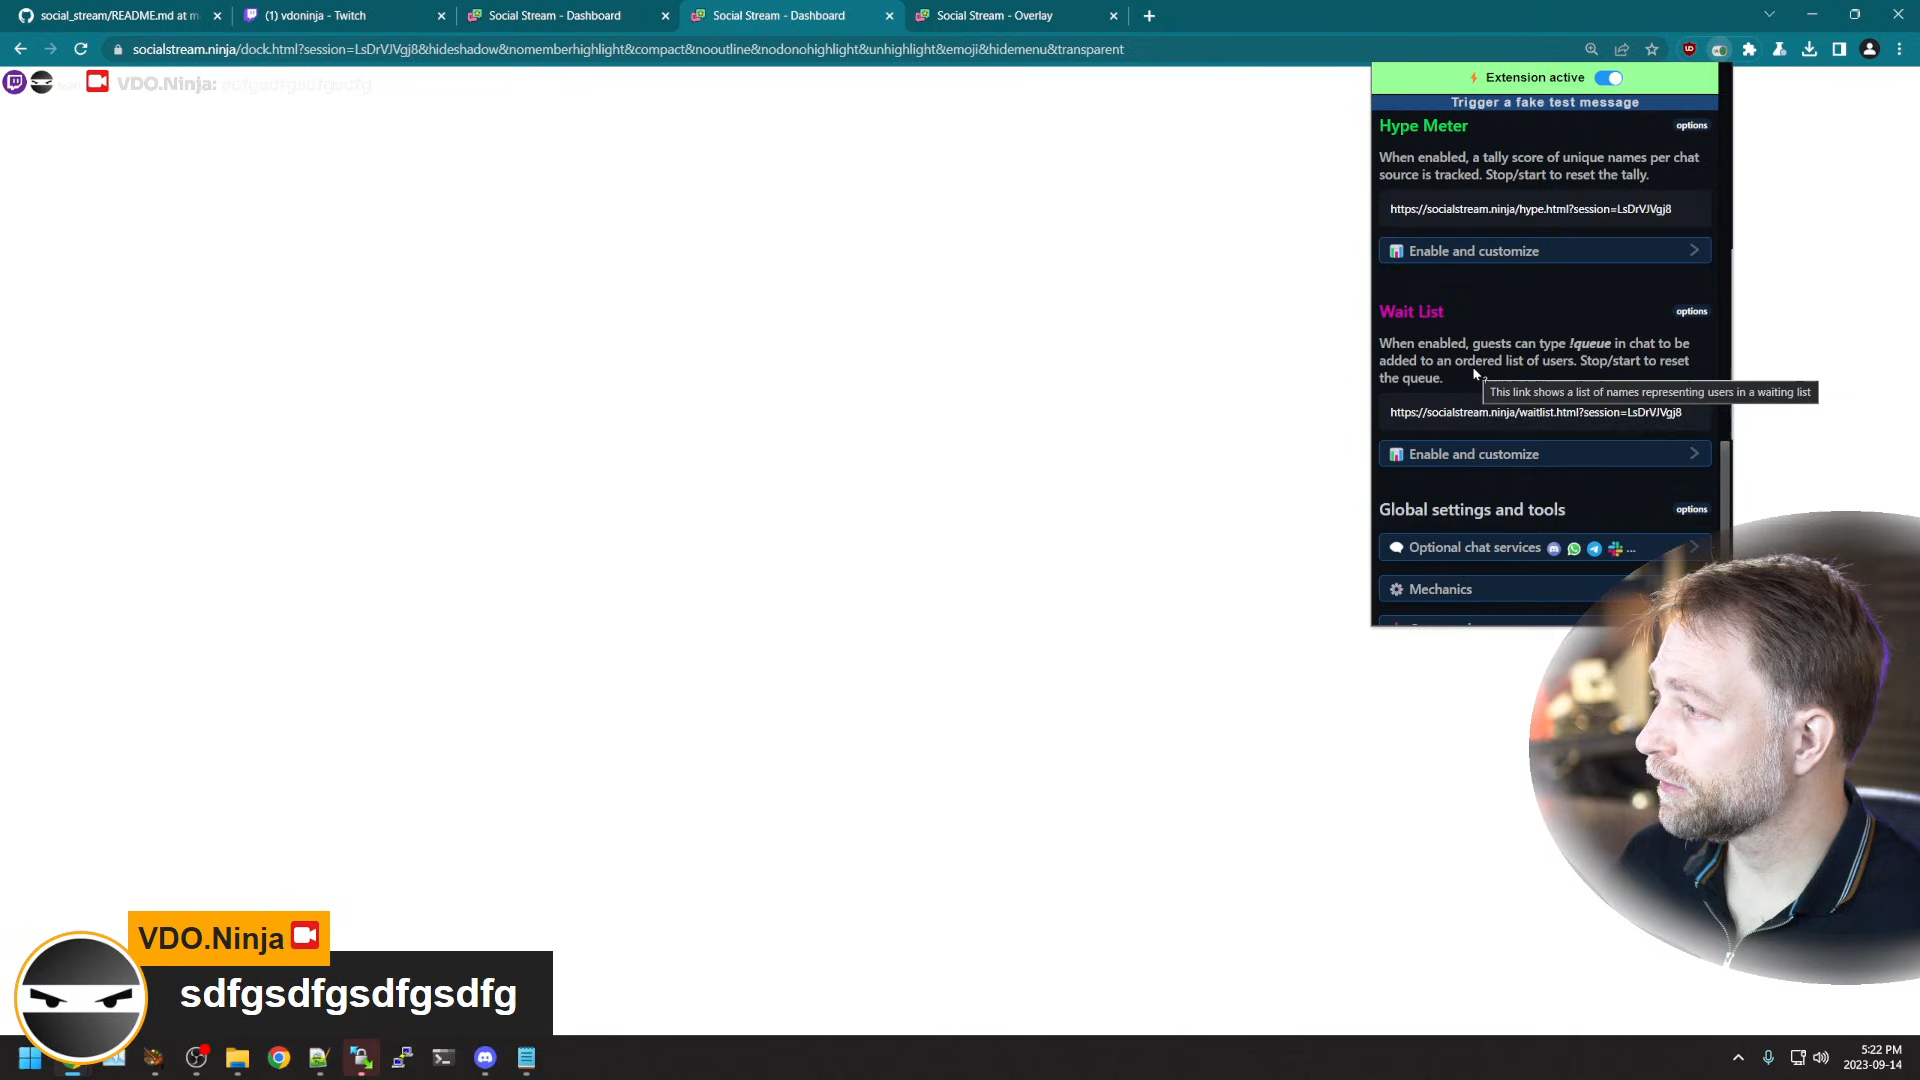 social_stream/README.md at m
(1) vdoninja - Twitch
Social Stream - Dashboard
Social Stream - Dashboard
Social Stream - Overlay
socialstream.ninja/dock.html?session=LsDrVJVgj8&hideshadow&nomemberhighlight&compact&nooutline&nodonohighlight&unhighlight&emoji&hidemenu&transparent
VDO.Ninja: sdfgsdfgsdfgsdfg
Extension active
Trigger a fake test message
Hype Meter
options
When enabled, a tally score of unique names per chat
source is tracked. Stop/start to reset the tally.
https://socialstream.ninja/hype.html?session=LsDrVJVgj8
Enable and customize
Wait List
options
When enabled, guests can type !queue in chat to be
added to an ordered list of users. Stop/start to reset
the queue.
This link shows a list of names representing users in a waiting list
https://socialstream.ninja/waitlist.html?session=LsDrVJVgj8
Enable and customize
Global settings and tools
options
Optional chat services ...
Mechanics
VDO.Ninja
sdfgsdfgsdfgsdfg
5:22 PM
2023-09-14